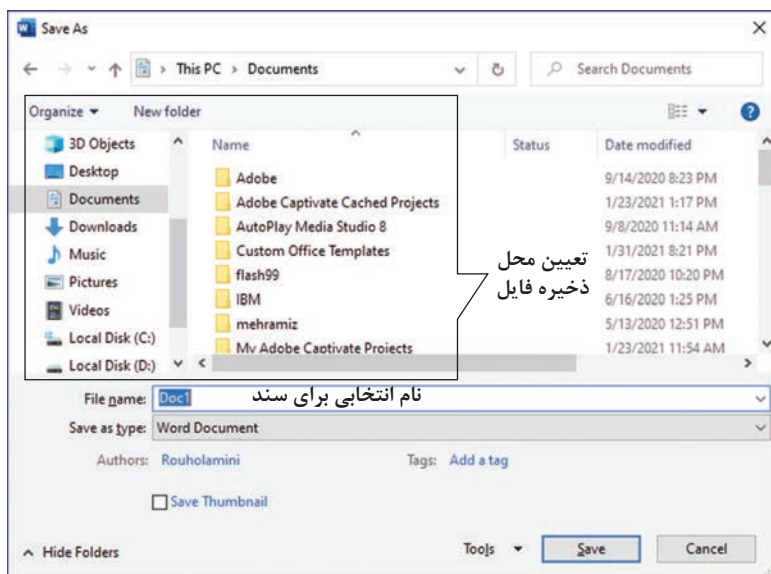 Save As
This PC > Documents
Search Documents
Organize
New folder
3D Objects
Desktop
Documents
Downloads
Music
Pictures
Videos
Local Disk (C:)
Local Disk (D:)
Name
Status
Date modified
Adobe
9/14/2020 8:23 PM
Adobe Captivate Cached Projects
1/23/2021 1:17 PM
AutoPlay Media Studio 8
9/8/2020 11:14 AM
Custom Office Templates
1/31/2021 8:21 PM
flash99
8/17/2020 10:20 PM
IBM
6/16/2020 1:25 PM
mehramiz
5/13/2020 12:51 PM
My Adobe Captivate Projects
1/23/2021 11:54 AM
تعیین محل
ذخیره فایل
File name: Doc1
نام انتخابی برای سند
Save as type: Word Document
Authors: Rouholamini
Tags: Add a tag
Save Thumbnail
Hide Folders
Tools
Save
Cancel